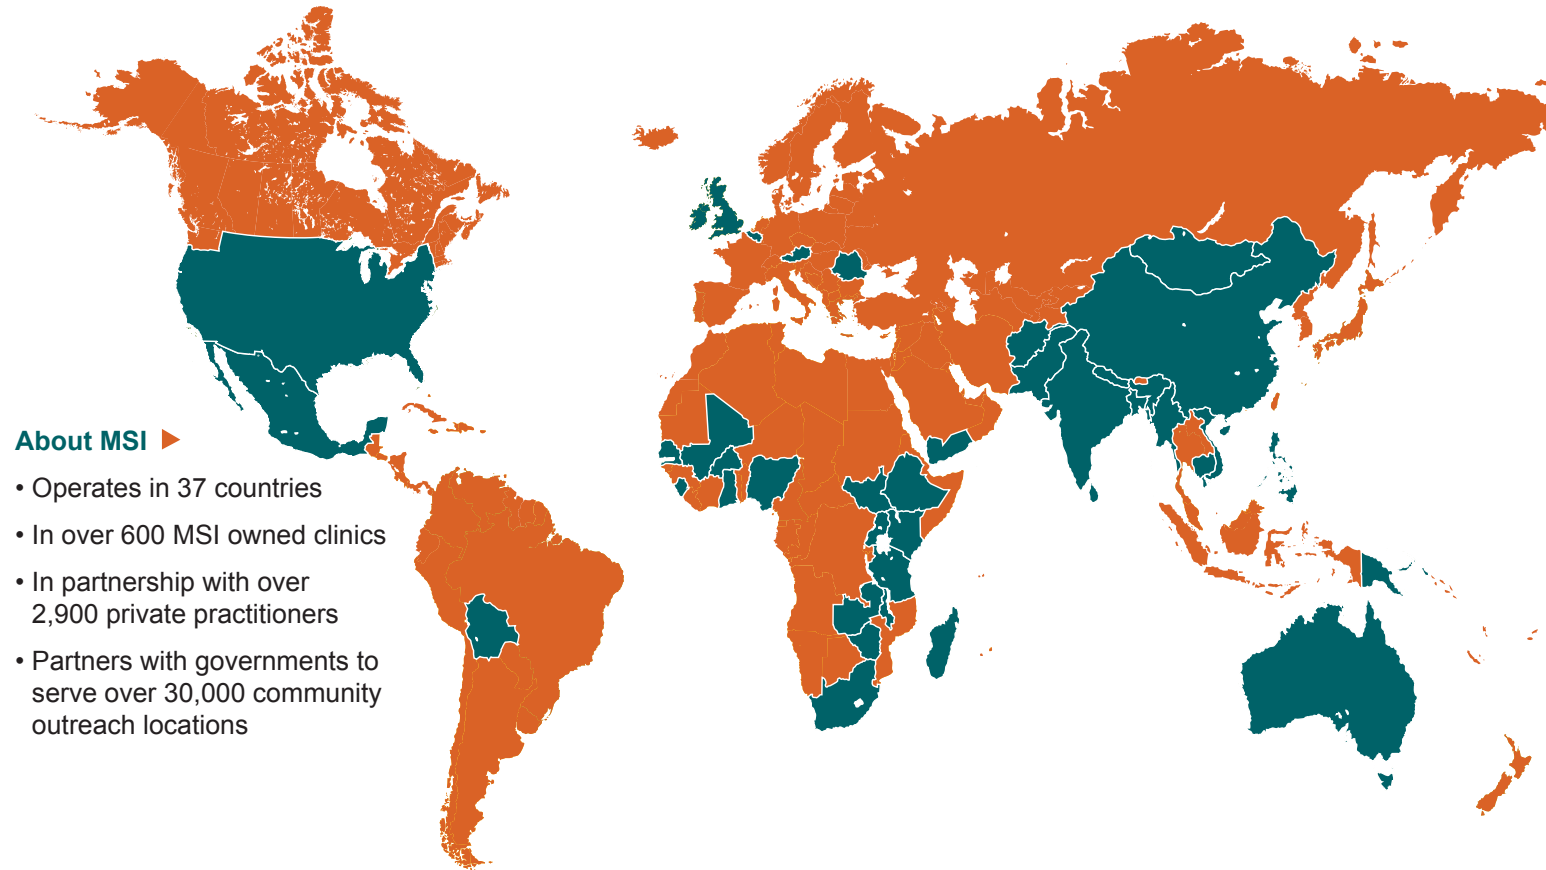 About MSI ▶
• Operates in 37 countries
• In over 600 MSI owned clinics
• In partnership with over
2,900 private practitioners
• Partners with governments to
serve over 30,000 community
outreach locations